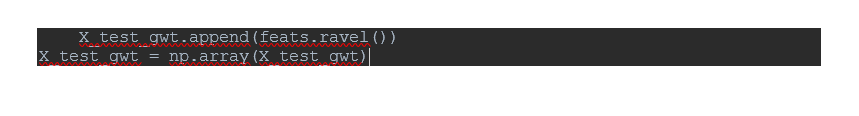 X_test_gwt.append(feats.ravel())
X_test_gwt = np.array(X_test_gwt)